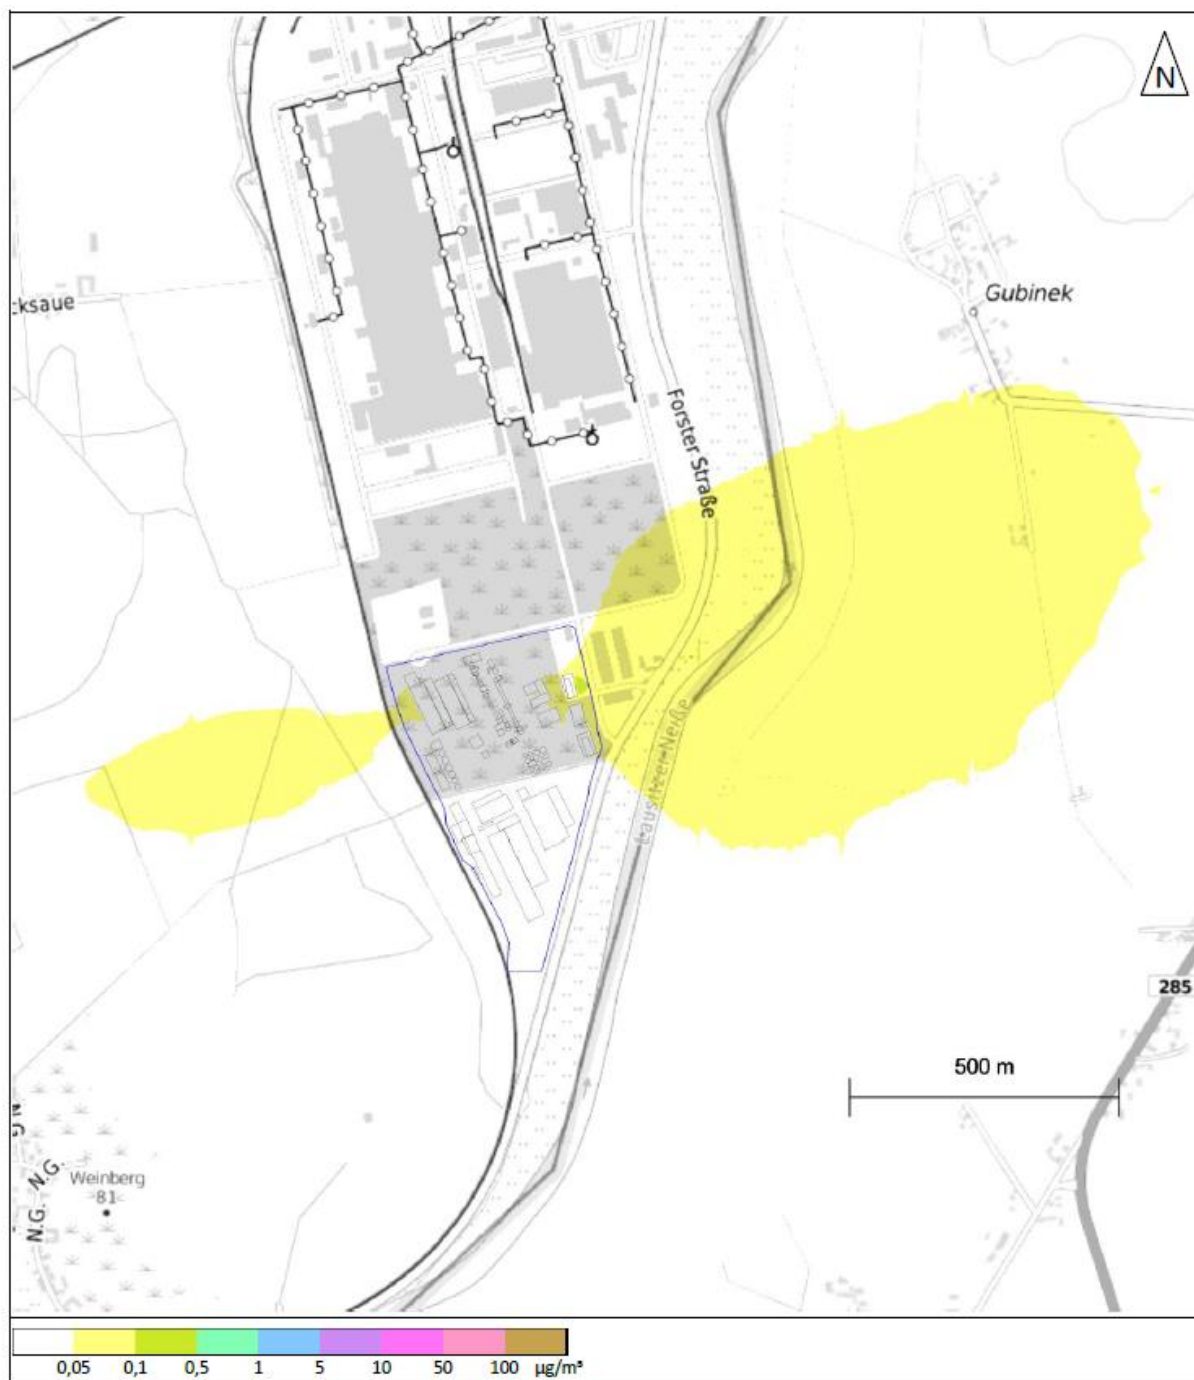 N
cksaue
Gubinek
Forster Straße
Lausitzer Neiße
285
500 m
N.G.
N.G.
Weinberg
81
0,05 0,1 0,5 1 5 10 50 100 µg/m³